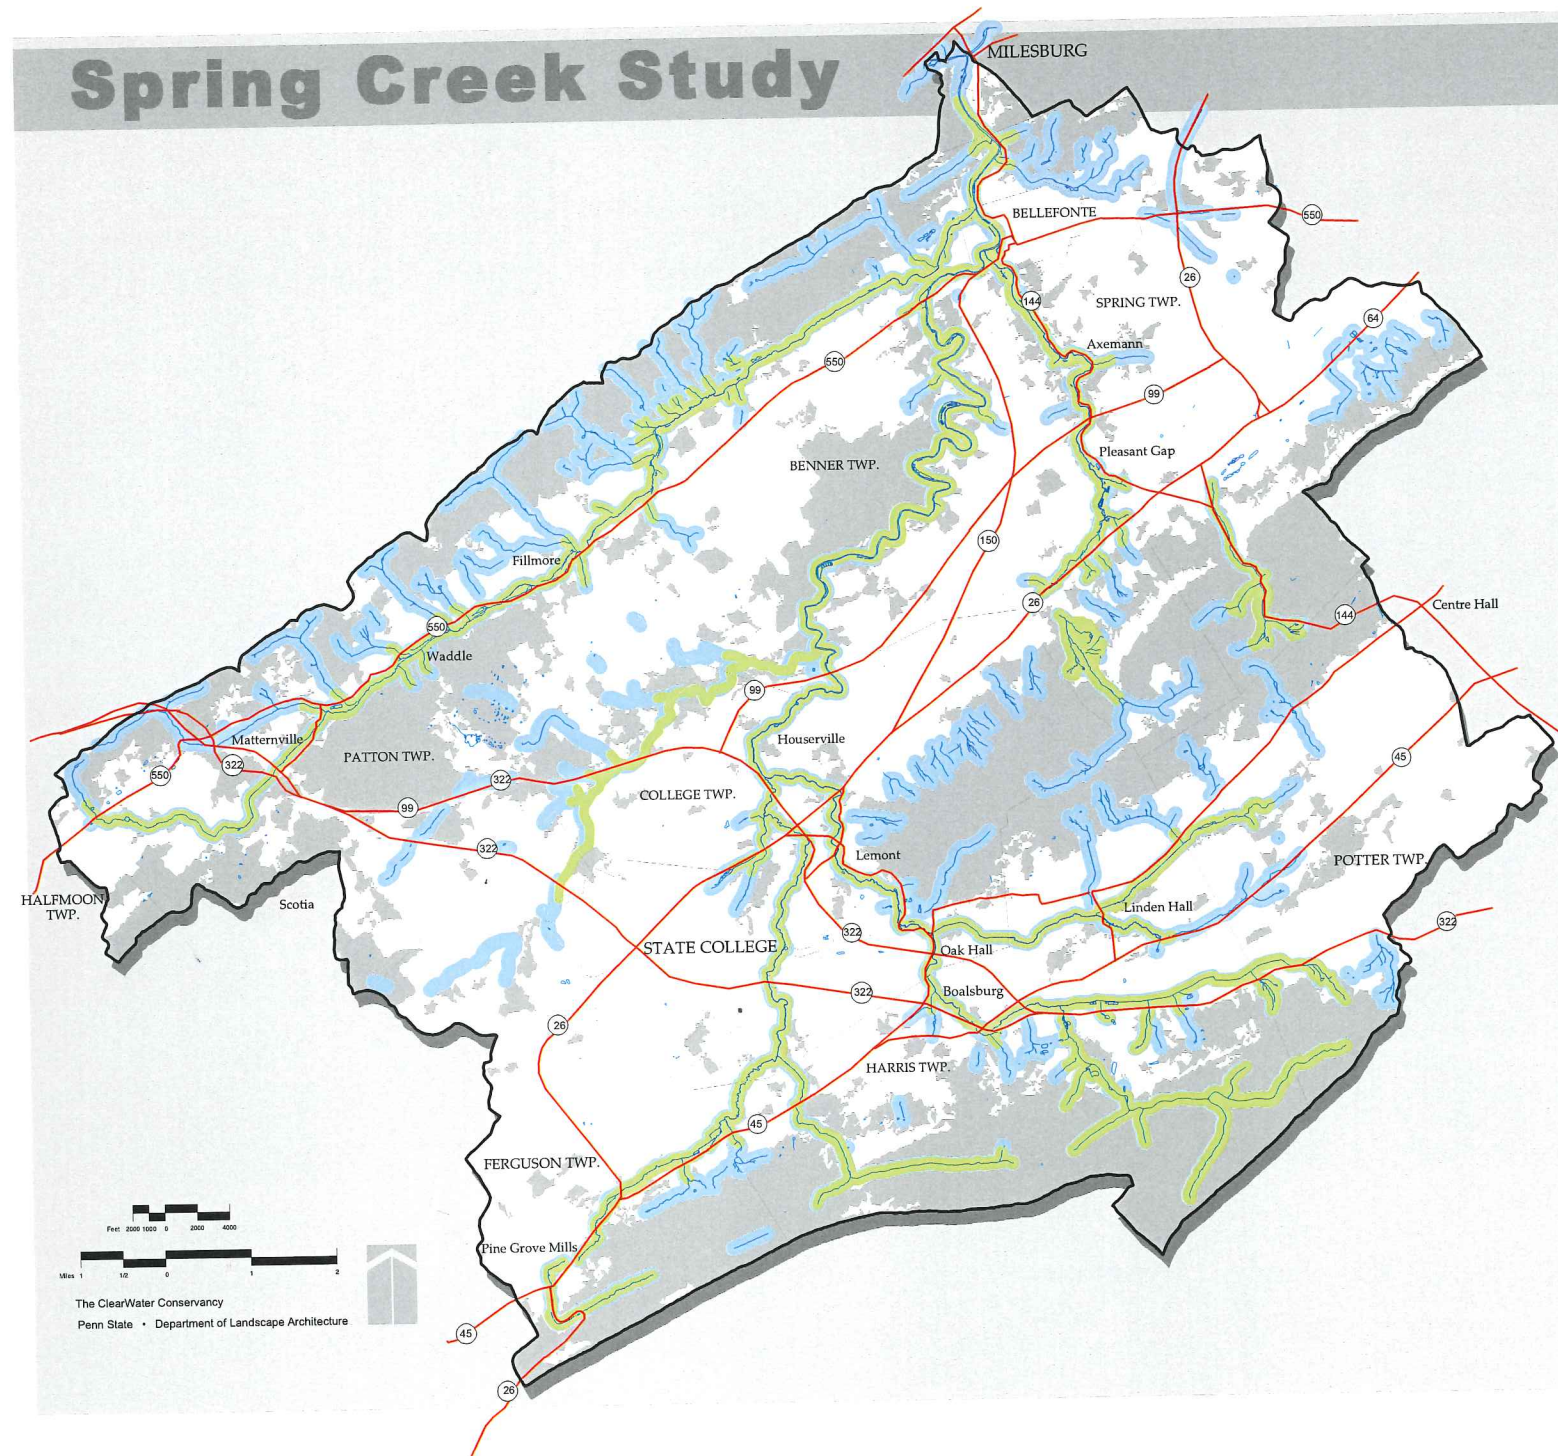 Spring Creek Study
MILESBURG
BELLEFONTE
550
26
144
SPRING TWP.
64
Axemann
550
99
BENNER TWP.
Pleasant Gap
150
Fillmore
26
Centre Hall
144
550
Waddle
99
Matternville
Houserville
PATTON TWP.
322
550
322
45
COLLEGE TWP.
99
322
Lemont
POTTER TWP.
HALFMOON
TWP.
Scotia
Linden Hall
322
322
STATE COLLEGE
Oak Hall
322
Boalsburg
26
HARRIS TWP.
45
FERGUSON TWP.
Feet 2000 1000 0 2000 4000
Pine Grove Mills
Miles 1 1/2 0 1 2
The ClearWater Conservancy
Penn State • Department of Landscape Architecture
45
26